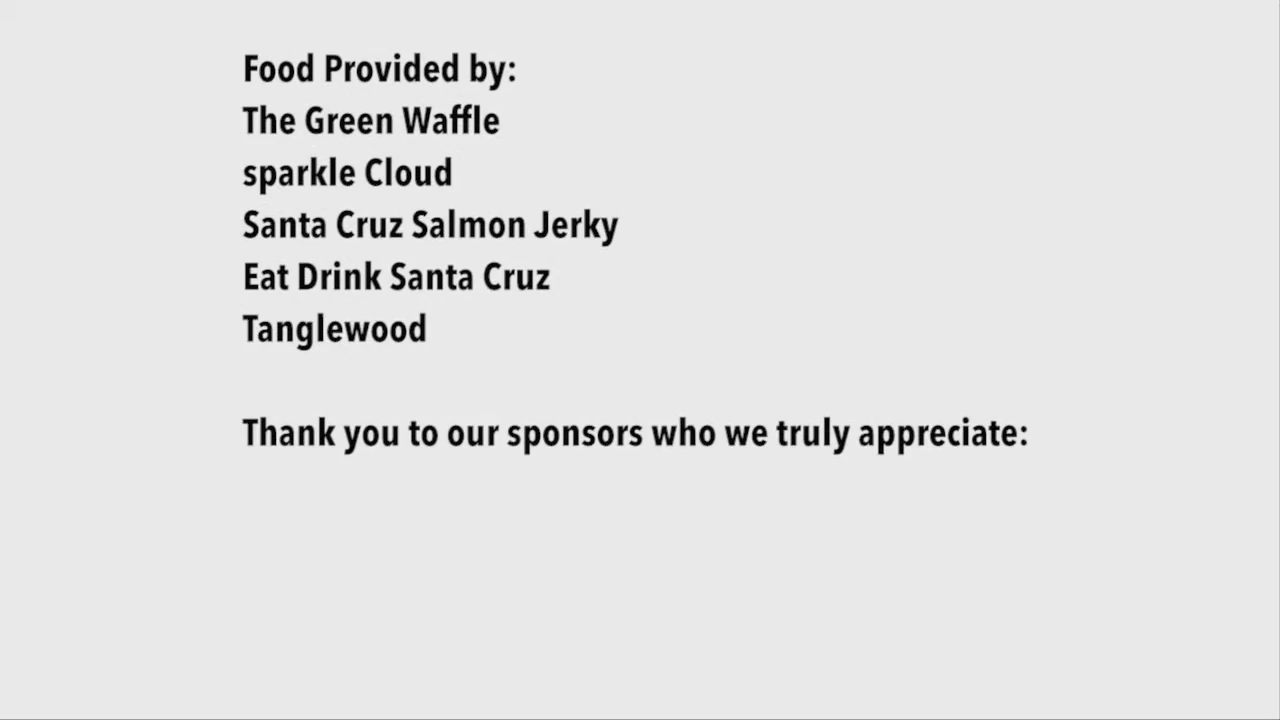 Food Provided by:
The Green Waffle
sparkle Cloud
Santa Cruz Salmon Jerky
Eat Drink Santa Cruz
Tanglewood
Thank you to our sponsors who we truly appreciate: